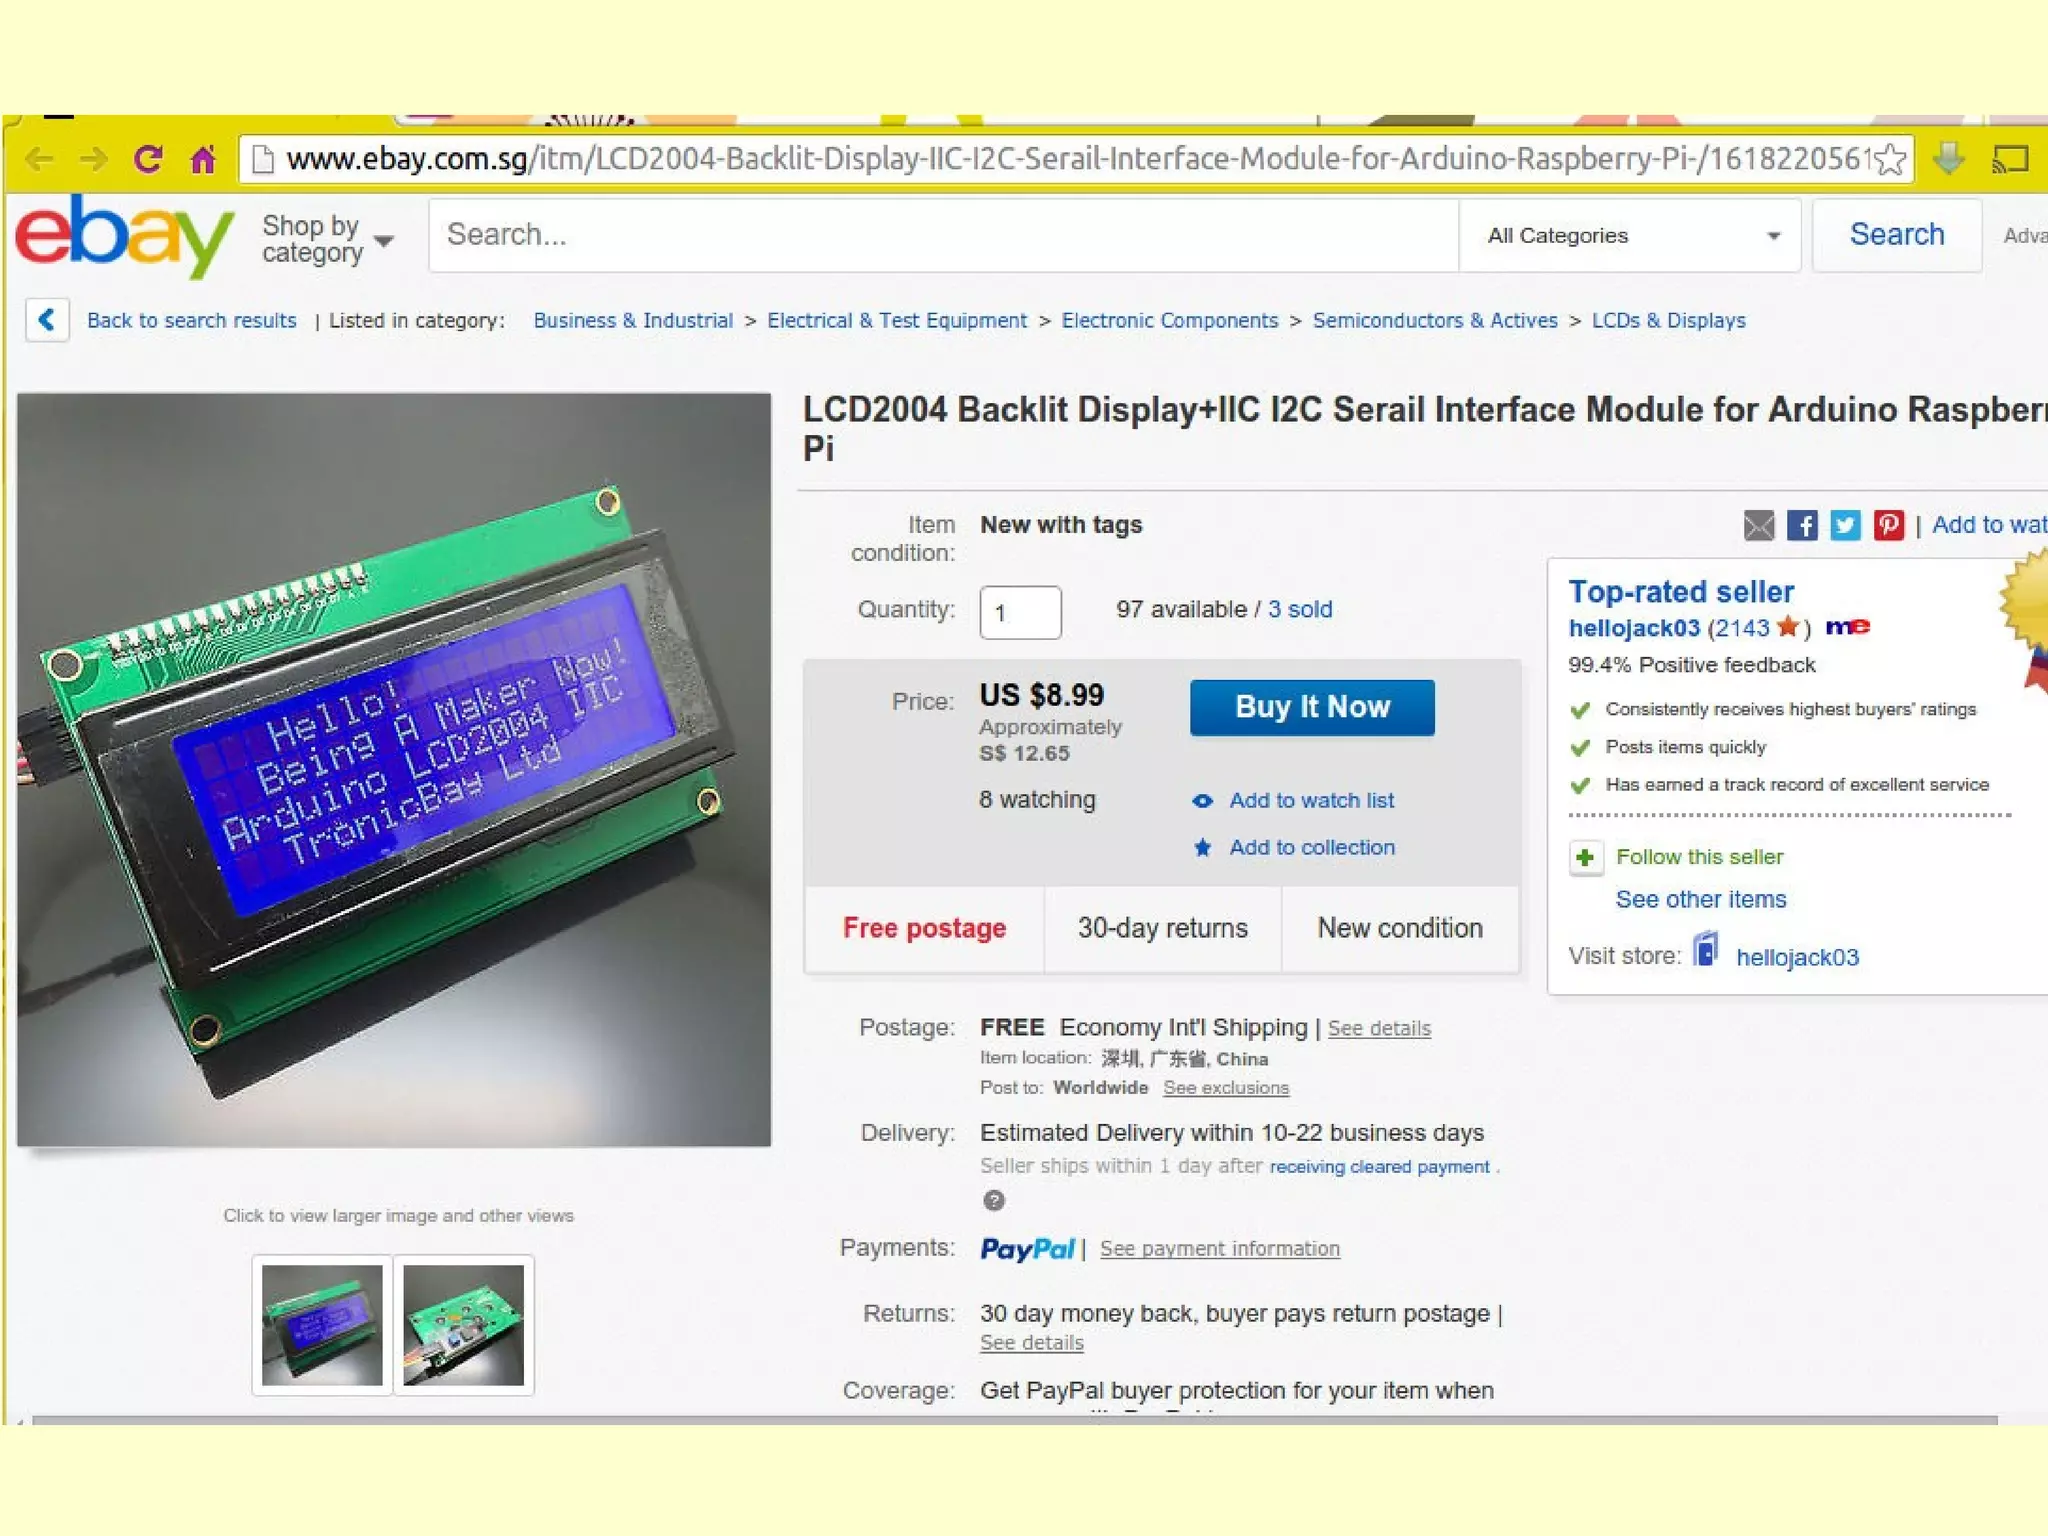 www.ebay.com.sg/itm/LCD2004-Backlit-Display-IIC-I2C-Serail-Interface-Module-for-Arduino-Raspberry-Pi-/1618220561
ebay
Shop by
category
Search...
All Categories
Search
Adva
Back to search results | Listed in category: Business & Industrial > Electrical & Test Equipment > Electronic Components > Semiconductors & Actives > LCDs & Displays
LCD2004 Backlit Display+IIC I2C Serail Interface Module for Arduino Raspberr
Pi
Hello!
Being A Maker Now!
Arduino LCD2004 IIC
TronicBay Ltd
Item
condition:
New with tags
Quantity:
1
97 available / 3 sold
Price:
US $8.99
Approximately
S$ 12.65
Buy It Now
8 watching
Add to watch list
Add to collection
Free postage
30-day returns
New condition
| Add to wat
Top-rated seller
hellojack03 (2143 ) me
99.4% Positive feedback
Consistently receives highest buyers' ratings
Posts items quickly
Has earned a track record of excellent service
Follow this seller
See other items
Visit store: hellojack03
Postage: FREE Economy Int'l Shipping | See details
Item location: 深圳, 广东省, China
Post to: Worldwide See exclusions
Delivery: Estimated Delivery within 10-22 business days
Seller ships within 1 day after receiving cleared payment .
?
Payments: PayPal | See payment information
Returns: 30 day money back, buyer pays return postage |
See details
Coverage: Get PayPal buyer protection for your item when
Click to view larger image and other views